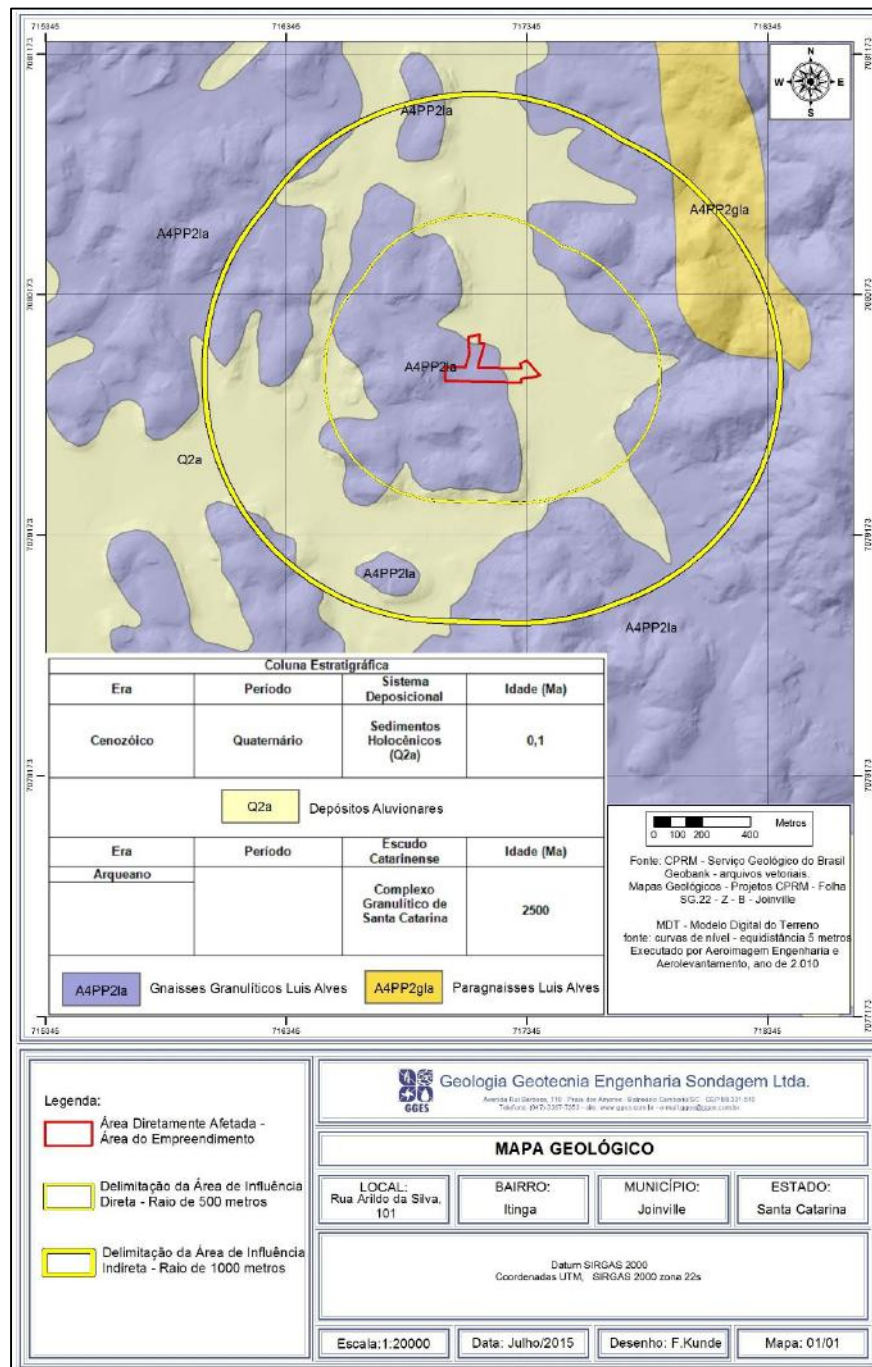 715345 716345 717345 718345
7081173 7081173
N
W E
S
A4PP2la
A4PP2gla
A4PP2la
7080173 7080173
A4PP2la
Q2a
7079173 7079173
A4PP2la
A4PP2la
Coluna Estratigráfica
Era Período Sistema Deposicional Idade (Ma)
Cenozóico Quaternário Sedimentos Holocênicos (Q2a) 0,1
Q2a Depósitos Aluvionares
Era Período Escudo Catarinense Idade (Ma)
Arqueano
Complexo Granulítico de Santa Catarina 2500
A4PP2la Gnaisses Granulíticos Luis Alves A4PP2gla Paragnaisses Luis Alves
Metros
0 100 200 400
Fonte: CPRM - Serviço Geológico do Brasil
Geobank - arquivos vetoriais.
Mapas Geológicos - Projetos CPRM - Folha
SG.22 - Z - B - Joinville
MDT - Modelo Digital do Terreno
fonte: curvas de nível - equidistância 5 metros
Executado por Aeroimagem Engenharia e
Aerolevantamento, ano de 2.010
7077173
715345 716345 717345 718345
Legenda:
Área Diretamente Afetada -
Área do Empreendimento
Delimitação da Área de Influência
Direta - Raio de 500 metros
Delimitação da Área de Influência
Indireta - Raio de 1000 metros
GGES
Geologia Geotecnia Engenharia Sondagem Ltda.
MAPA GEOLÓGICO
LOCAL:
Rua Arildo da Silva,
101
BAIRRO:
Itinga
MUNICÍPIO:
Joinville
ESTADO:
Santa Catarina
Datum SIRGAS 2000
Coordenadas UTM, SIRGAS 2000 zona 22s
Escala:1:20000 Data: Julho/2015 Desenho: F.Kunde Mapa: 01/01